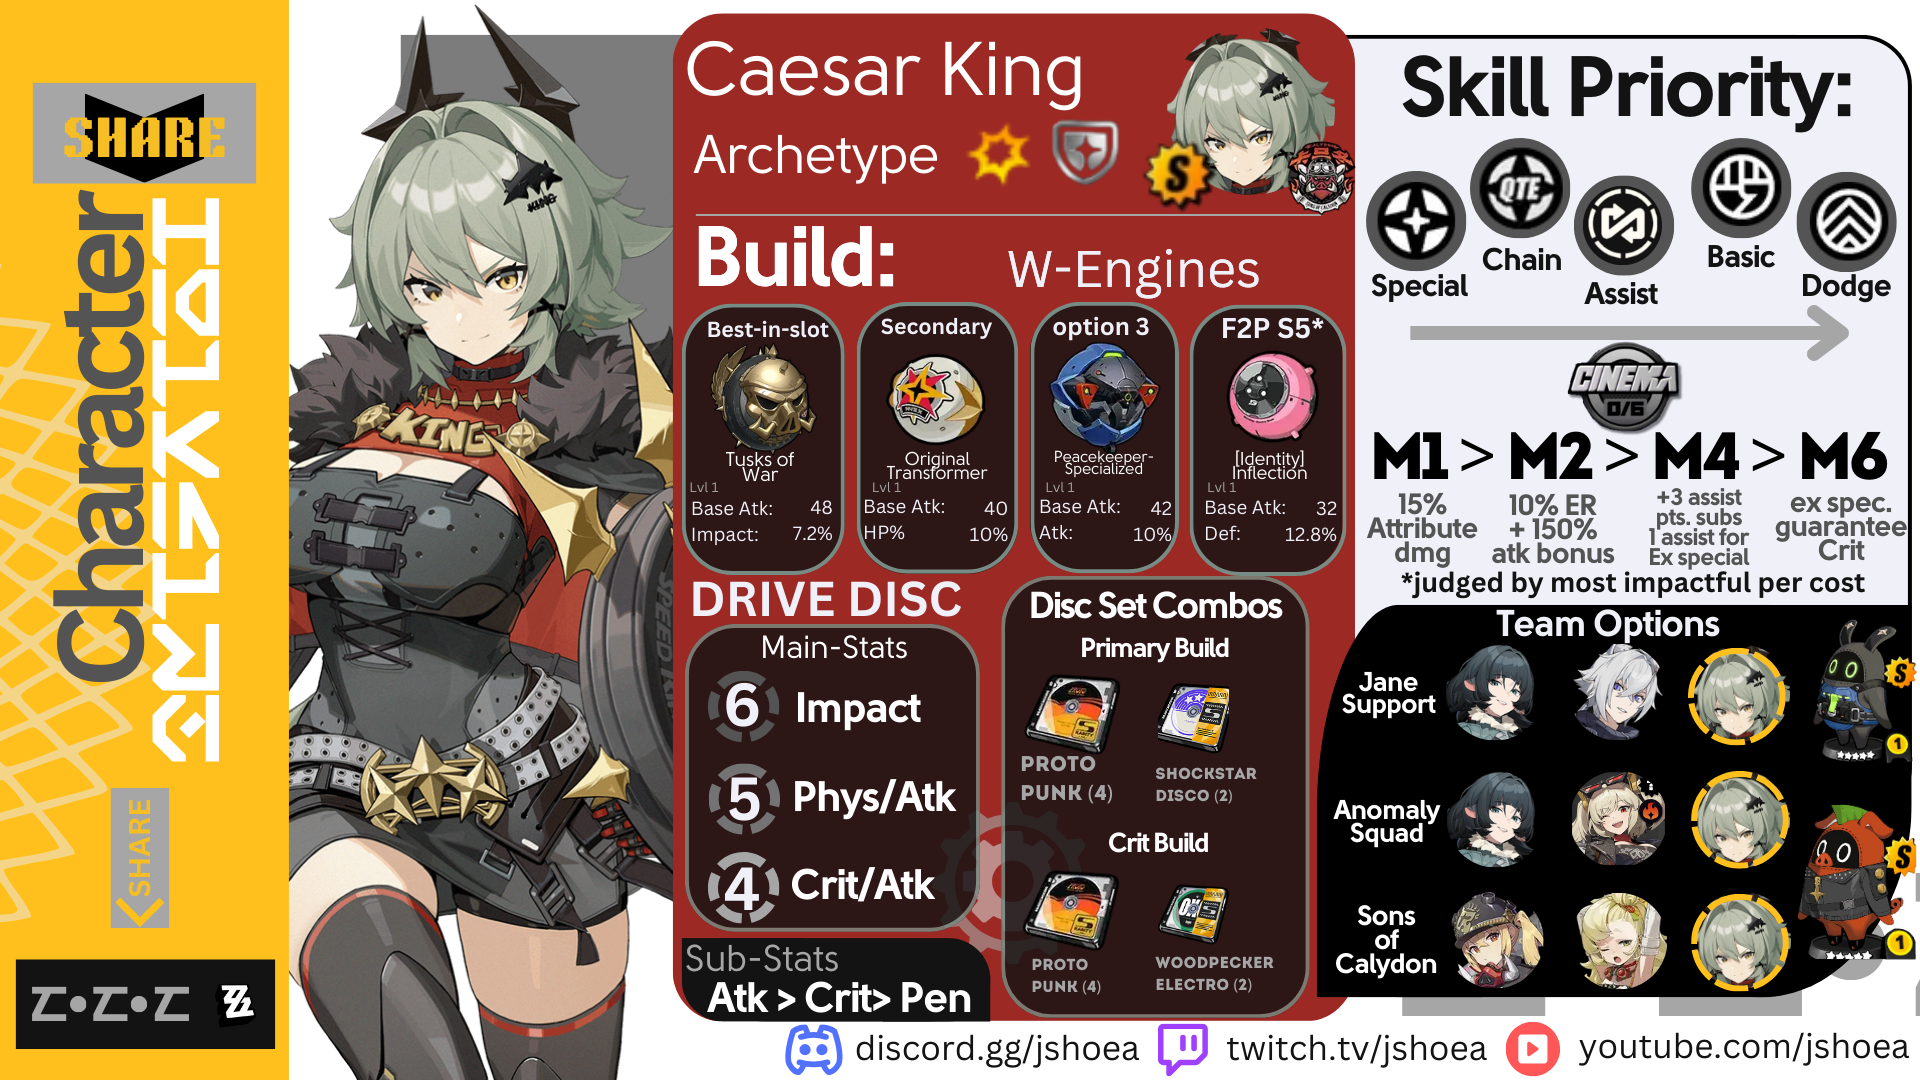 SHARE
Character
SHARE
Z•Z•Z
KING
KING
Caesar King
Archetype
S
Build:
W-Engines
Best-in-slot
Tusks of
War
Lvl 1
Base Atk: 48
Impact: 7.2%
Secondary
Original
Transformer
Lvl 1
Base Atk: 40
HP% 10%
option 3
Peacekeeper-
Specialized
Lvl 1
Base Atk: 42
Atk: 10%
F2P S5*
[Identity]
Inflection
Lvl 1
Base Atk: 32
Def: 12.8%
DRIVE DISC
Main-Stats
6 Impact
5 Phys/Atk
4 Crit/Atk
Sub-Stats
Atk > Crit> Pen
Disc Set Combos
Primary Build
PROTO
PUNK (4)
SHOCKSTAR
DISCO (2)
Crit Build
PROTO
PUNK (4)
WOODPECKER
ELECTRO (2)
Skill Priority:
QTE
Special
Chain
Assist
Basic
Dodge
CINEMA
0/6
M1 > M2 > M4 > M6
15%
Attribute
dmg
10% ER
+ 150%
atk bonus
+3 assist
pts. subs
1 assist for
Ex special
ex spec.
guarantee
Crit
*judged by most impactful per cost
Team Options
Jane
Support
S
1
Anomaly
Squad
S
1
Sons
of
Calydon
discord.gg/jshoea
twitch.tv/jshoea
youtube.com/jshoea